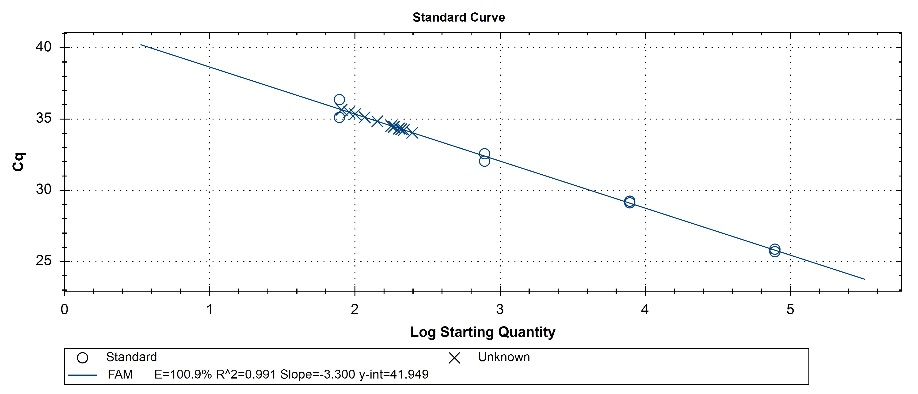 Standard Curve
40
35
30
25
Cq
0 1 2 3 4 5
Log Starting Quantity
Standard Unknown
FAM E=100.9% R^2=0.991 Slope=-3.300 y-int=41.949